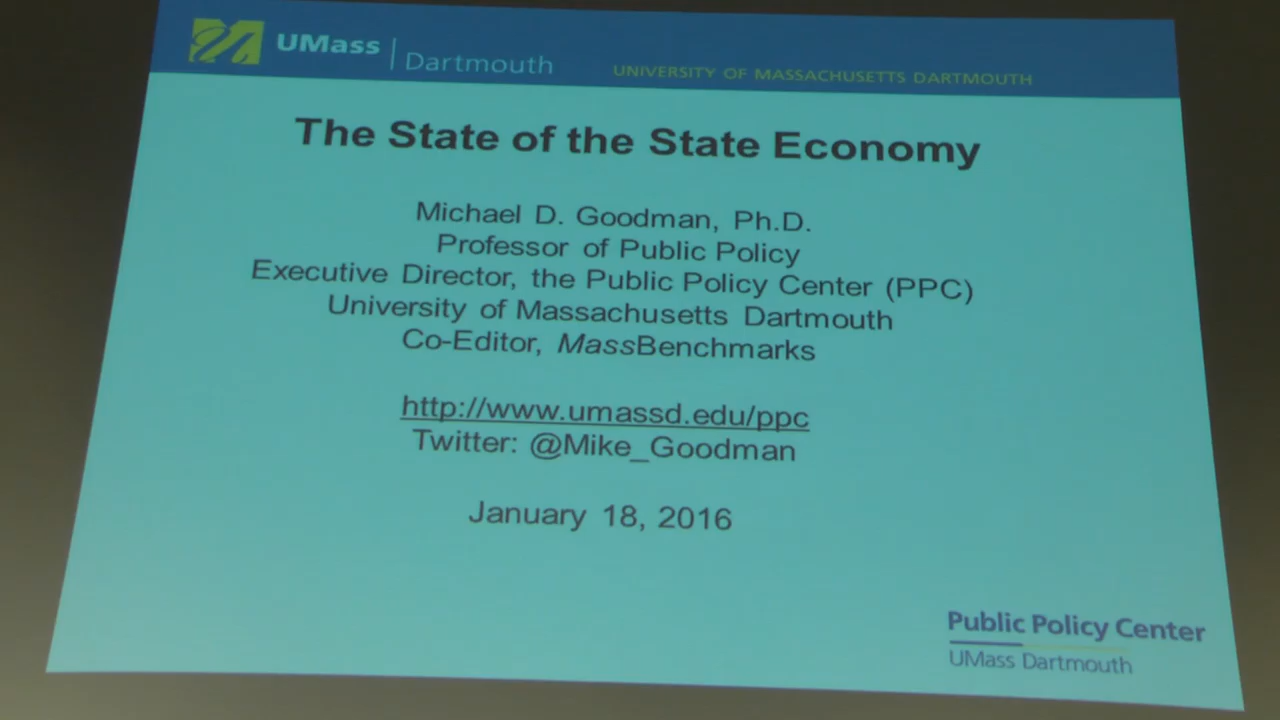 UMass | Dartmouth
UNIVERSITY OF MASSACHUSETTS DARTMOUTH
The State of the State Economy
Michael D. Goodman, Ph.D.
Professor of Public Policy
Executive Director, the Public Policy Center (PPC)
University of Massachusetts Dartmouth
Co-Editor, MassBenchmarks
http://www.umassd.edu/ppc
Twitter: @Mike_Goodman
January 18, 2016
Public Policy Center
UMass Dartmouth